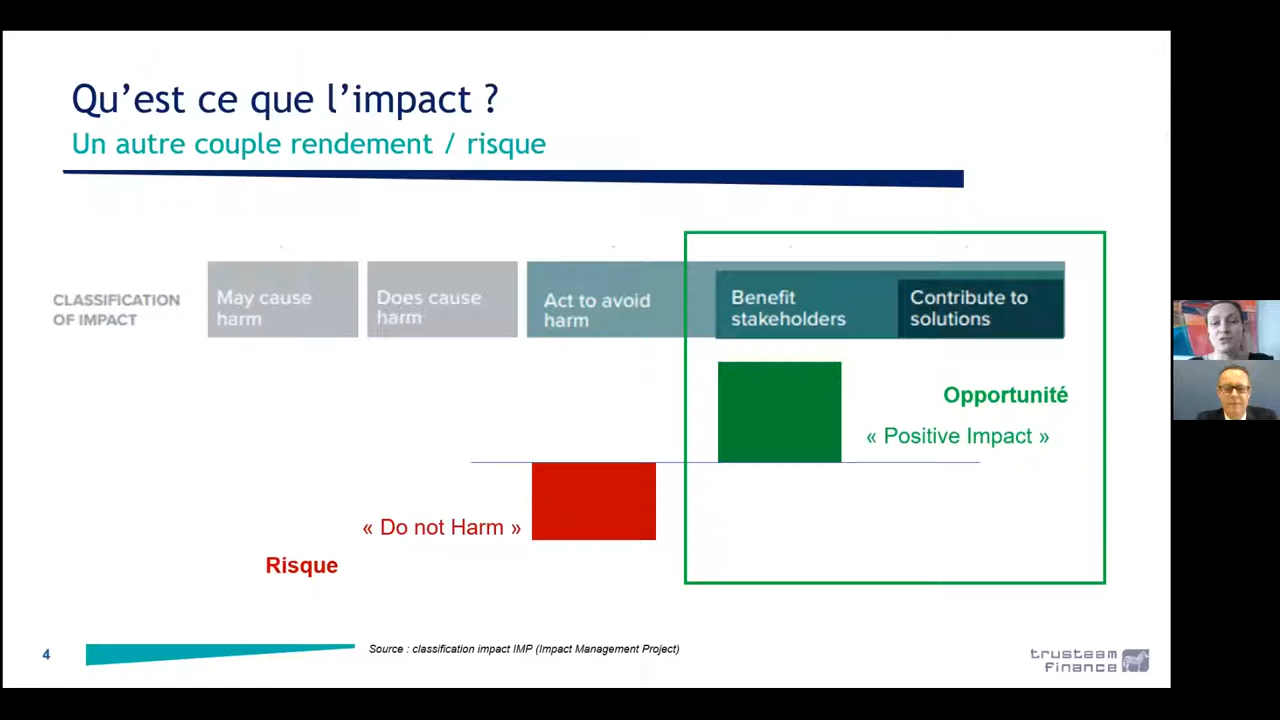 Qu’est ce que l’impact ?
Un autre couple rendement / risque
CLASSIFICATION
OF IMPACT
May cause
harm
Does cause
harm
Act to avoid
harm
Benefit
stakeholders
Contribute to
solutions
Opportunité
« Positive Impact »
« Do not Harm »
Risque
4
Source : classification impact IMP (Impact Management Project)
trusteam
finance